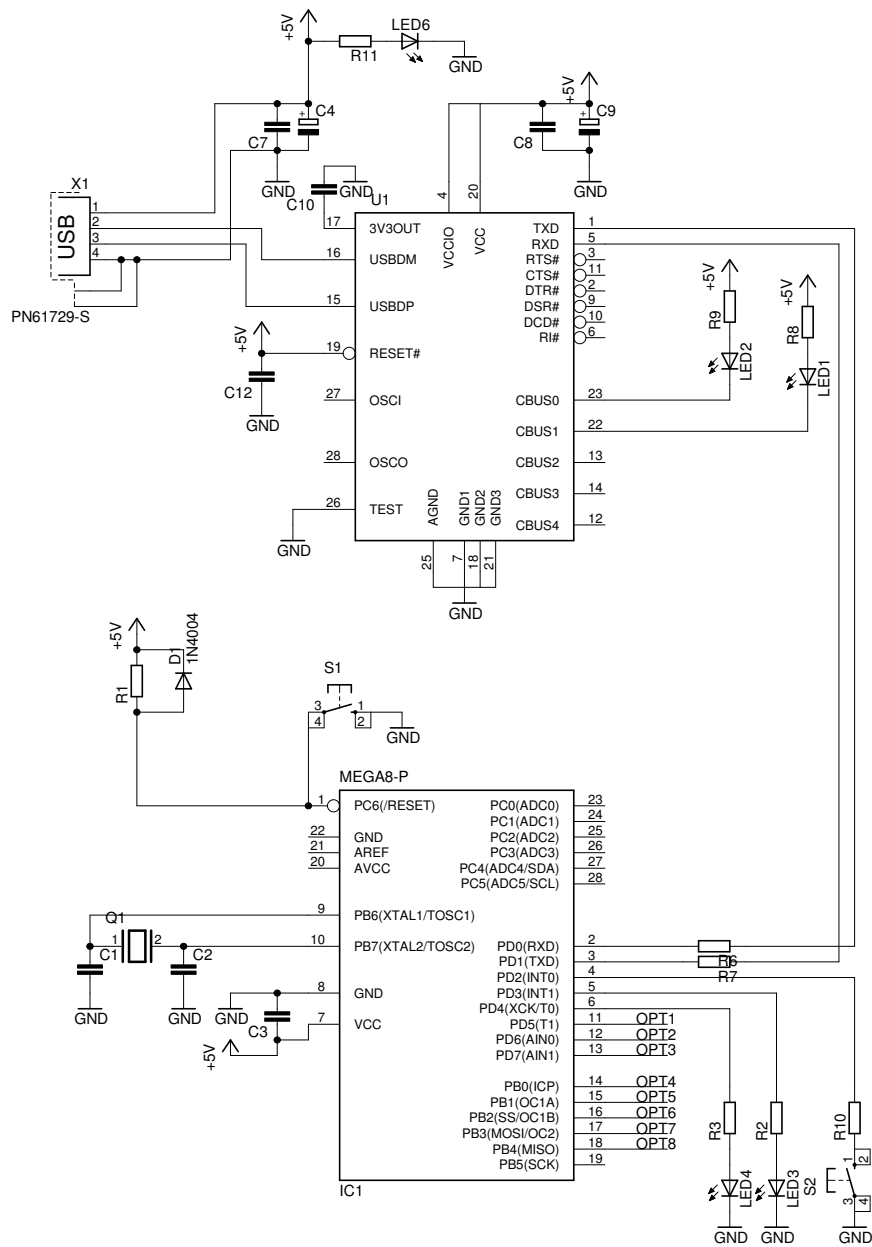 +5V
LED6
R11
GND
+5V
C4
C7
C9
C8
GND
GND
GND
X1
C10
U1
USB
1
2
3
4
PN61729-S
4
20
VCCIO
VCC
17 3V3OUT
16 USBDM
15 USBDP
19 RESET#
27 OSCI
28 OSCO
26 TEST
TXD 1
RXD 5
RTS# 3
CTS# 11
DTR# 2
DSR# 9
DCD# 10
RI# 6
CBUS0 23
CBUS1 22
CBUS2 13
CBUS3 14
CBUS4 12
AGND
GND1
GND2
GND3
25
7
18
21
GND
+5V
C12
GND
GND
+5V
R9
LED2
+5V
R8
LED1
+5V
R1
D1
1N4004
S1
3
4
1
2
GND
MEGA8-P
1 PC6(/RESET)
22 GND
21 AREF
20 AVCC
9 PB6(XTAL1/TOSC1)
10 PB7(XTAL2/TOSC2)
8 GND
7 VCC
PC0(ADC0) 23
PC1(ADC1) 24
PC2(ADC2) 25
PC3(ADC3) 26
PC4(ADC4/SDA) 27
PC5(ADC5/SCL) 28
PD0(RXD) 2
PD1(TXD) 3
PD2(INT0) 4
PD3(INT1) 5
PD4(XCK/T0) 6
PD5(T1) 11 OPT1
PD6(AIN0) 12 OPT2
PD7(AIN1) 13 OPT3
PB0(ICP) 14 OPT4
PB1(OC1A) 15 OPT5
PB2(SS/OC1B) 16 OPT6
PB3(MOSI/OC2) 17 OPT7
PB4(MISO) 18 OPT8
PB5(SCK) 19
IC1
Q1
1
2
C1
C2
GND
GND
GND
C3
+5V
R6
R7
R3
R2
R10
LED4
LED3
S2
1
2
3
4
GND
GND
GND